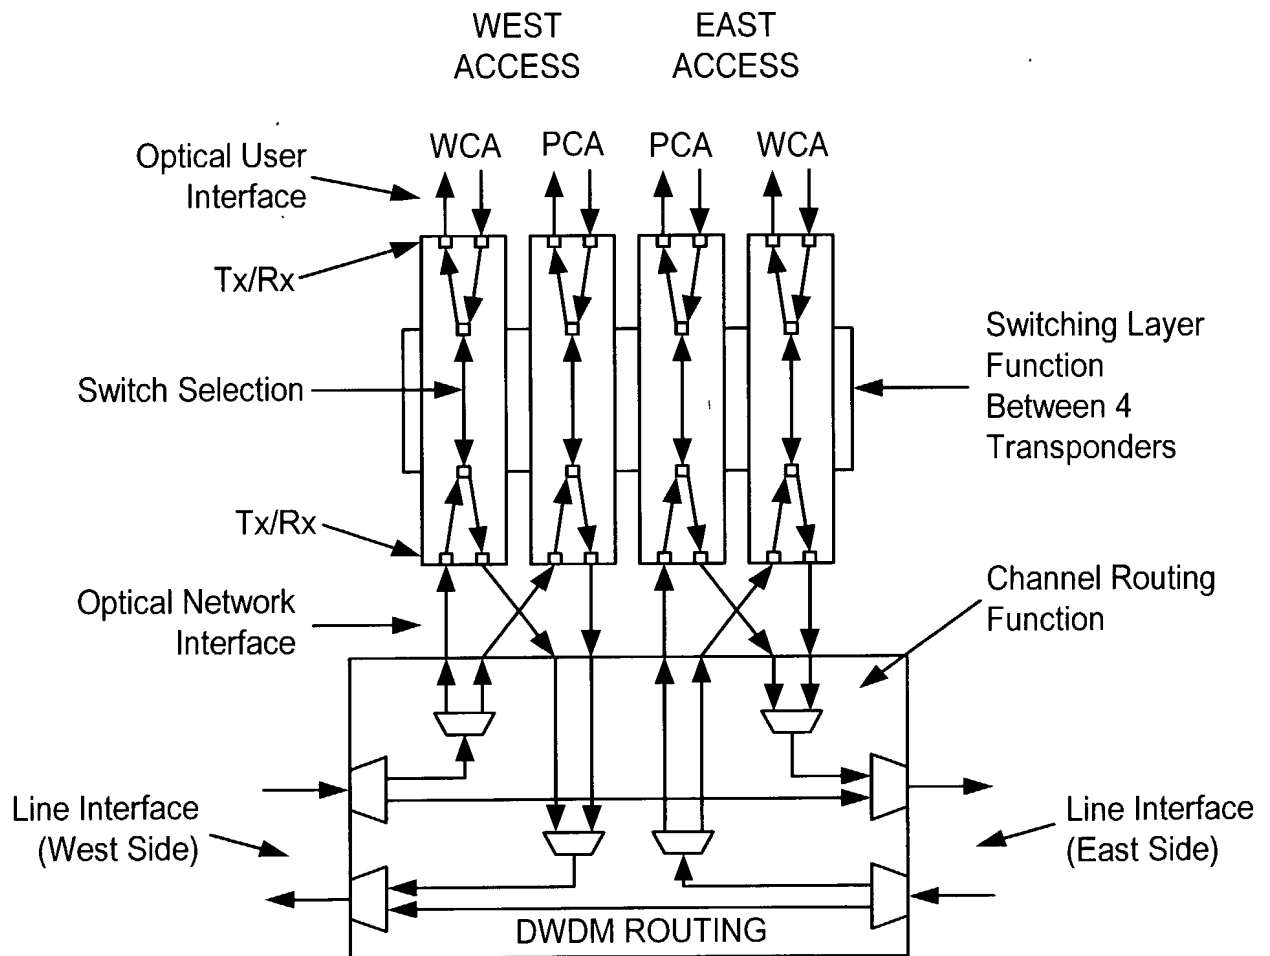 WEST
ACCESS
EAST
ACCESS
WCA
PCA
PCA
WCA
Optical User
Interface
Tx/Rx
Switch Selection
Switching Layer
Function
Between 4
Transponders
Tx/Rx
Optical Network
Interface
Channel Routing
Function
Line Interface
(West Side)
Line Interface
(East Side)
DWDM ROUTING